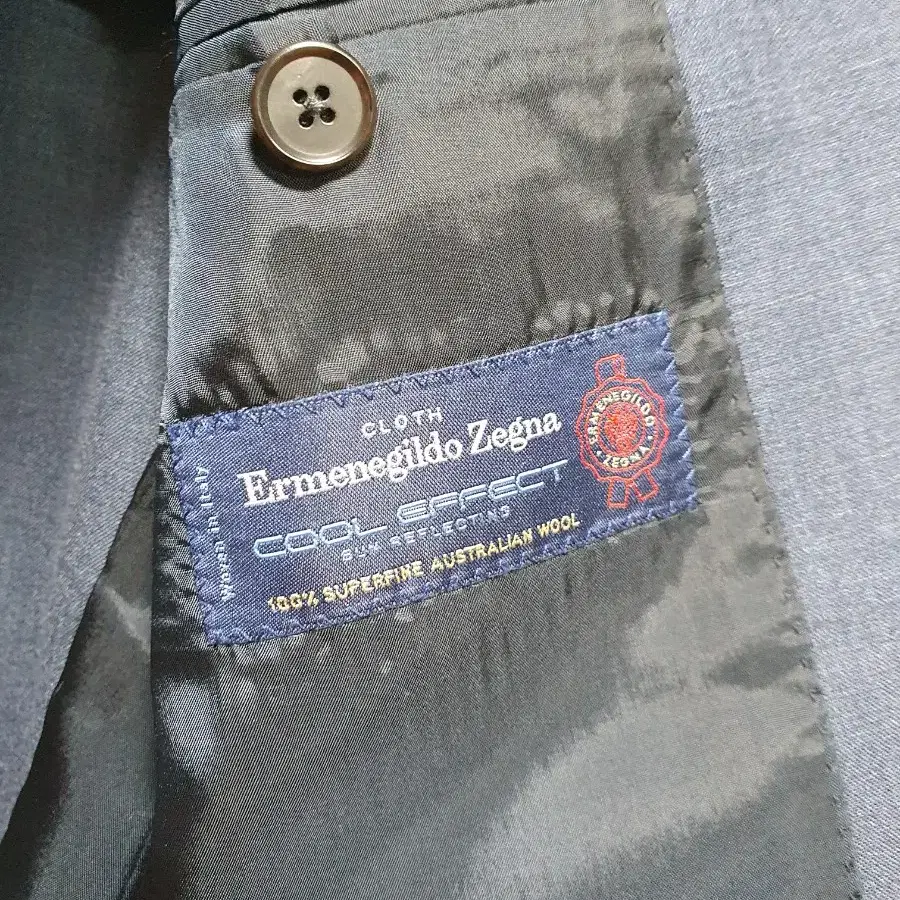 CLOTH
Ermenegildo Zegna
COOL EFFECT
SUN REFLECTING
100% SUPERFINE AUSTRALIAN WOOL
Woven in Italy
ERMENEGILDO
ZEGNA